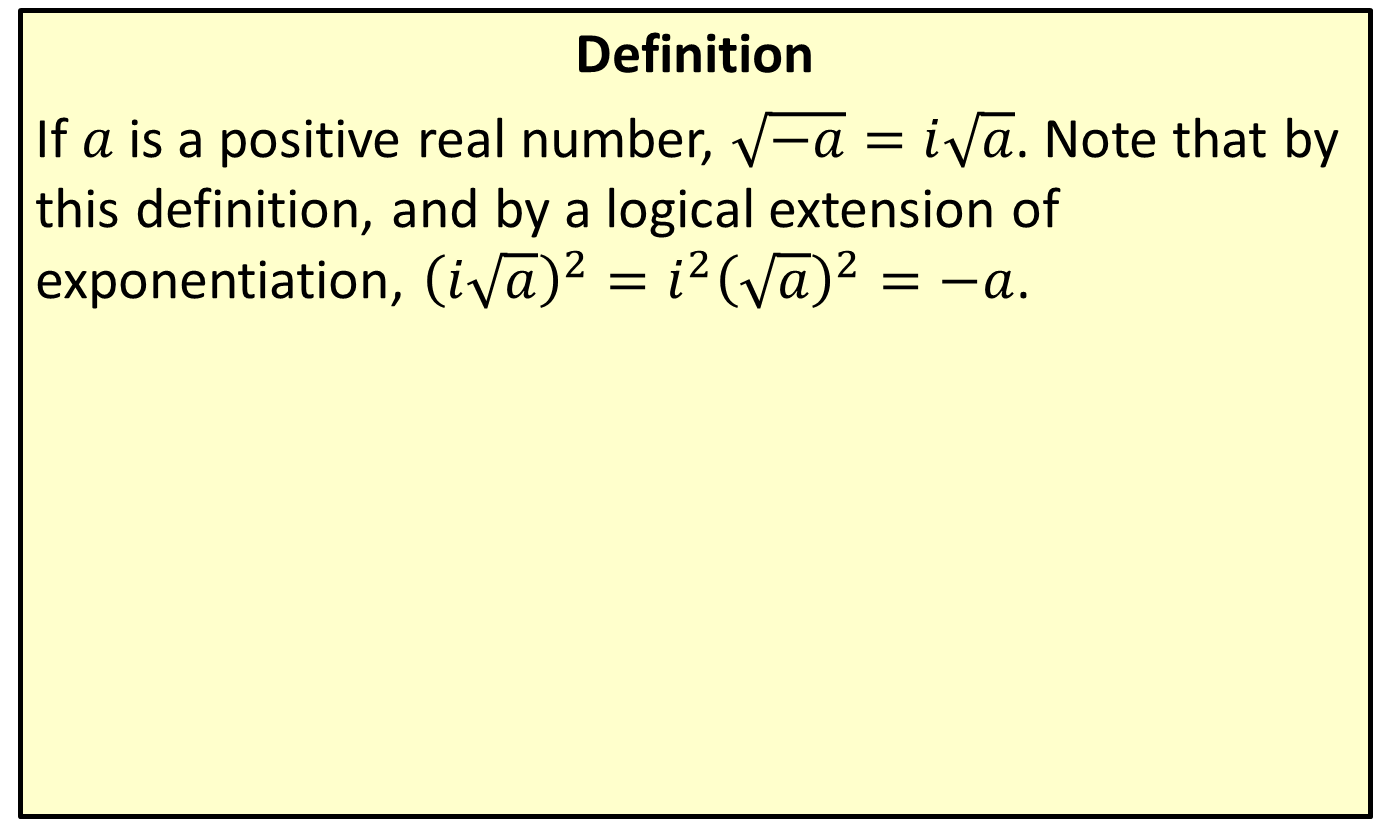 Definition
If 𝑎 is a positive real number, √−𝑎 = 𝑖√𝑎. Note that by
this definition, and by a logical extension of
exponentiation, (𝑖√𝑎)² = 𝑖²(√𝑎)² = −𝑎.